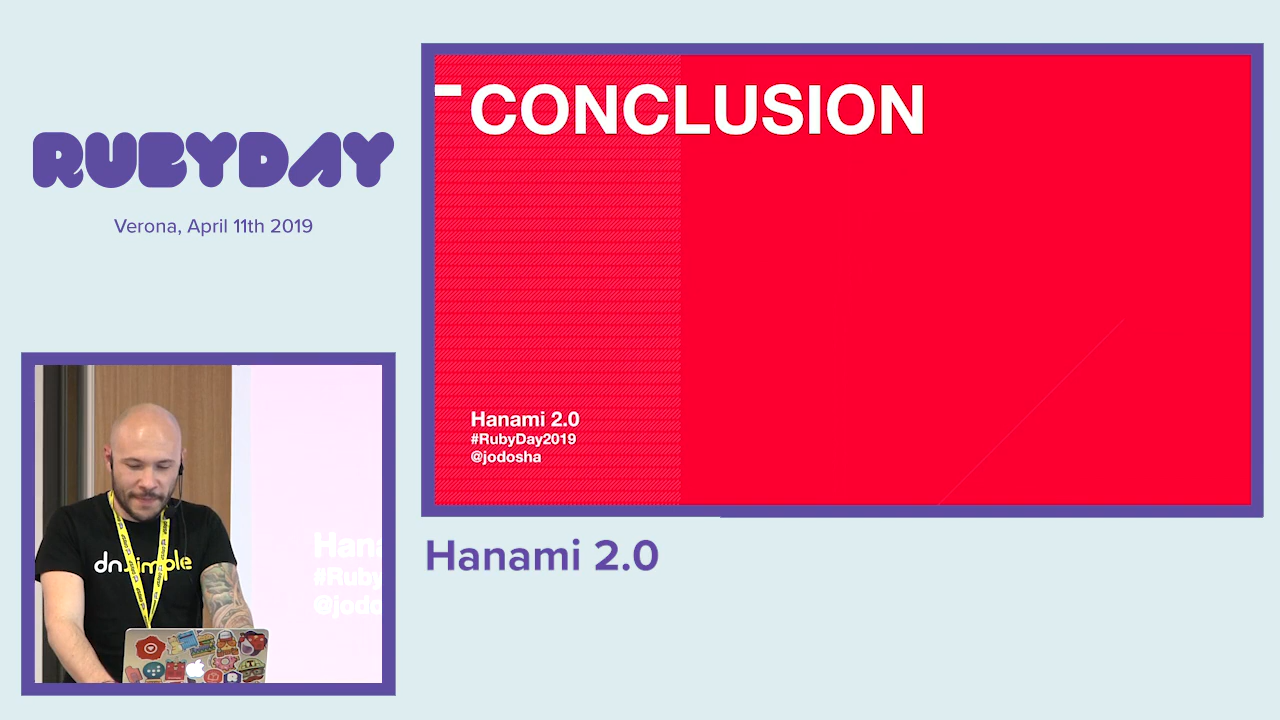 RUBYDAY
Verona, April 11th 2019
CONCLUSION
Hanami 2.0
#RubyDay2019
@jodosha
Hanami 2.0
dnsimple